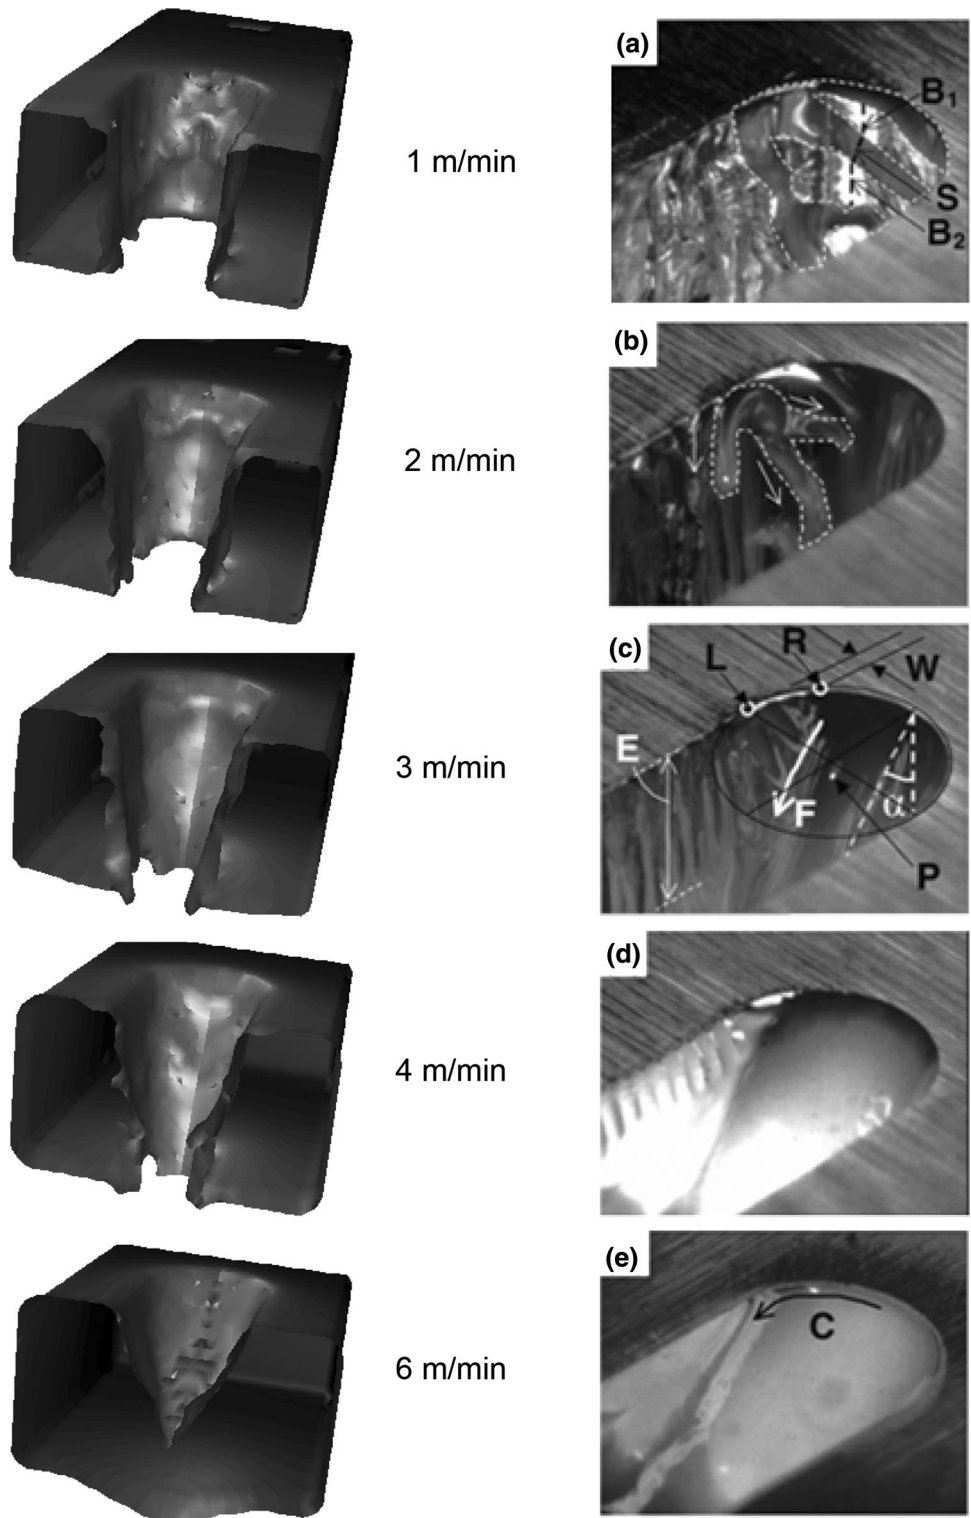 (a)
B₁
1 m/min
S
B₂
(b)
2 m/min
(c)
L
R
W
E
3 m/min
F
α
P
(d)
4 m/min
(e)
C
6 m/min